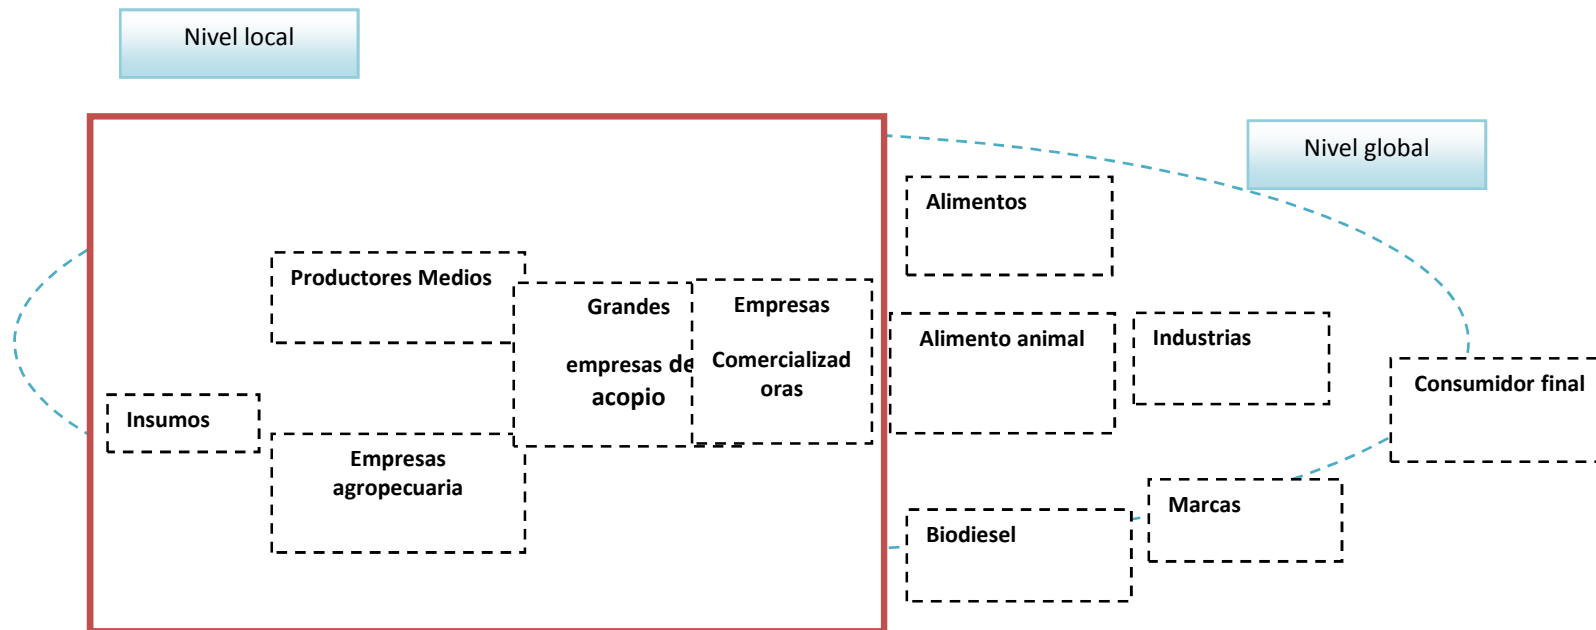 Nivel local
Nivel global
Alimentos
Productores Medios
Grandes
empresas de
acopio
Empresas
Comercializad
oras
Alimento animal
Industrias
Consumidor final
Insumos
Empresas
agropecuaria
Marcas
Biodiesel